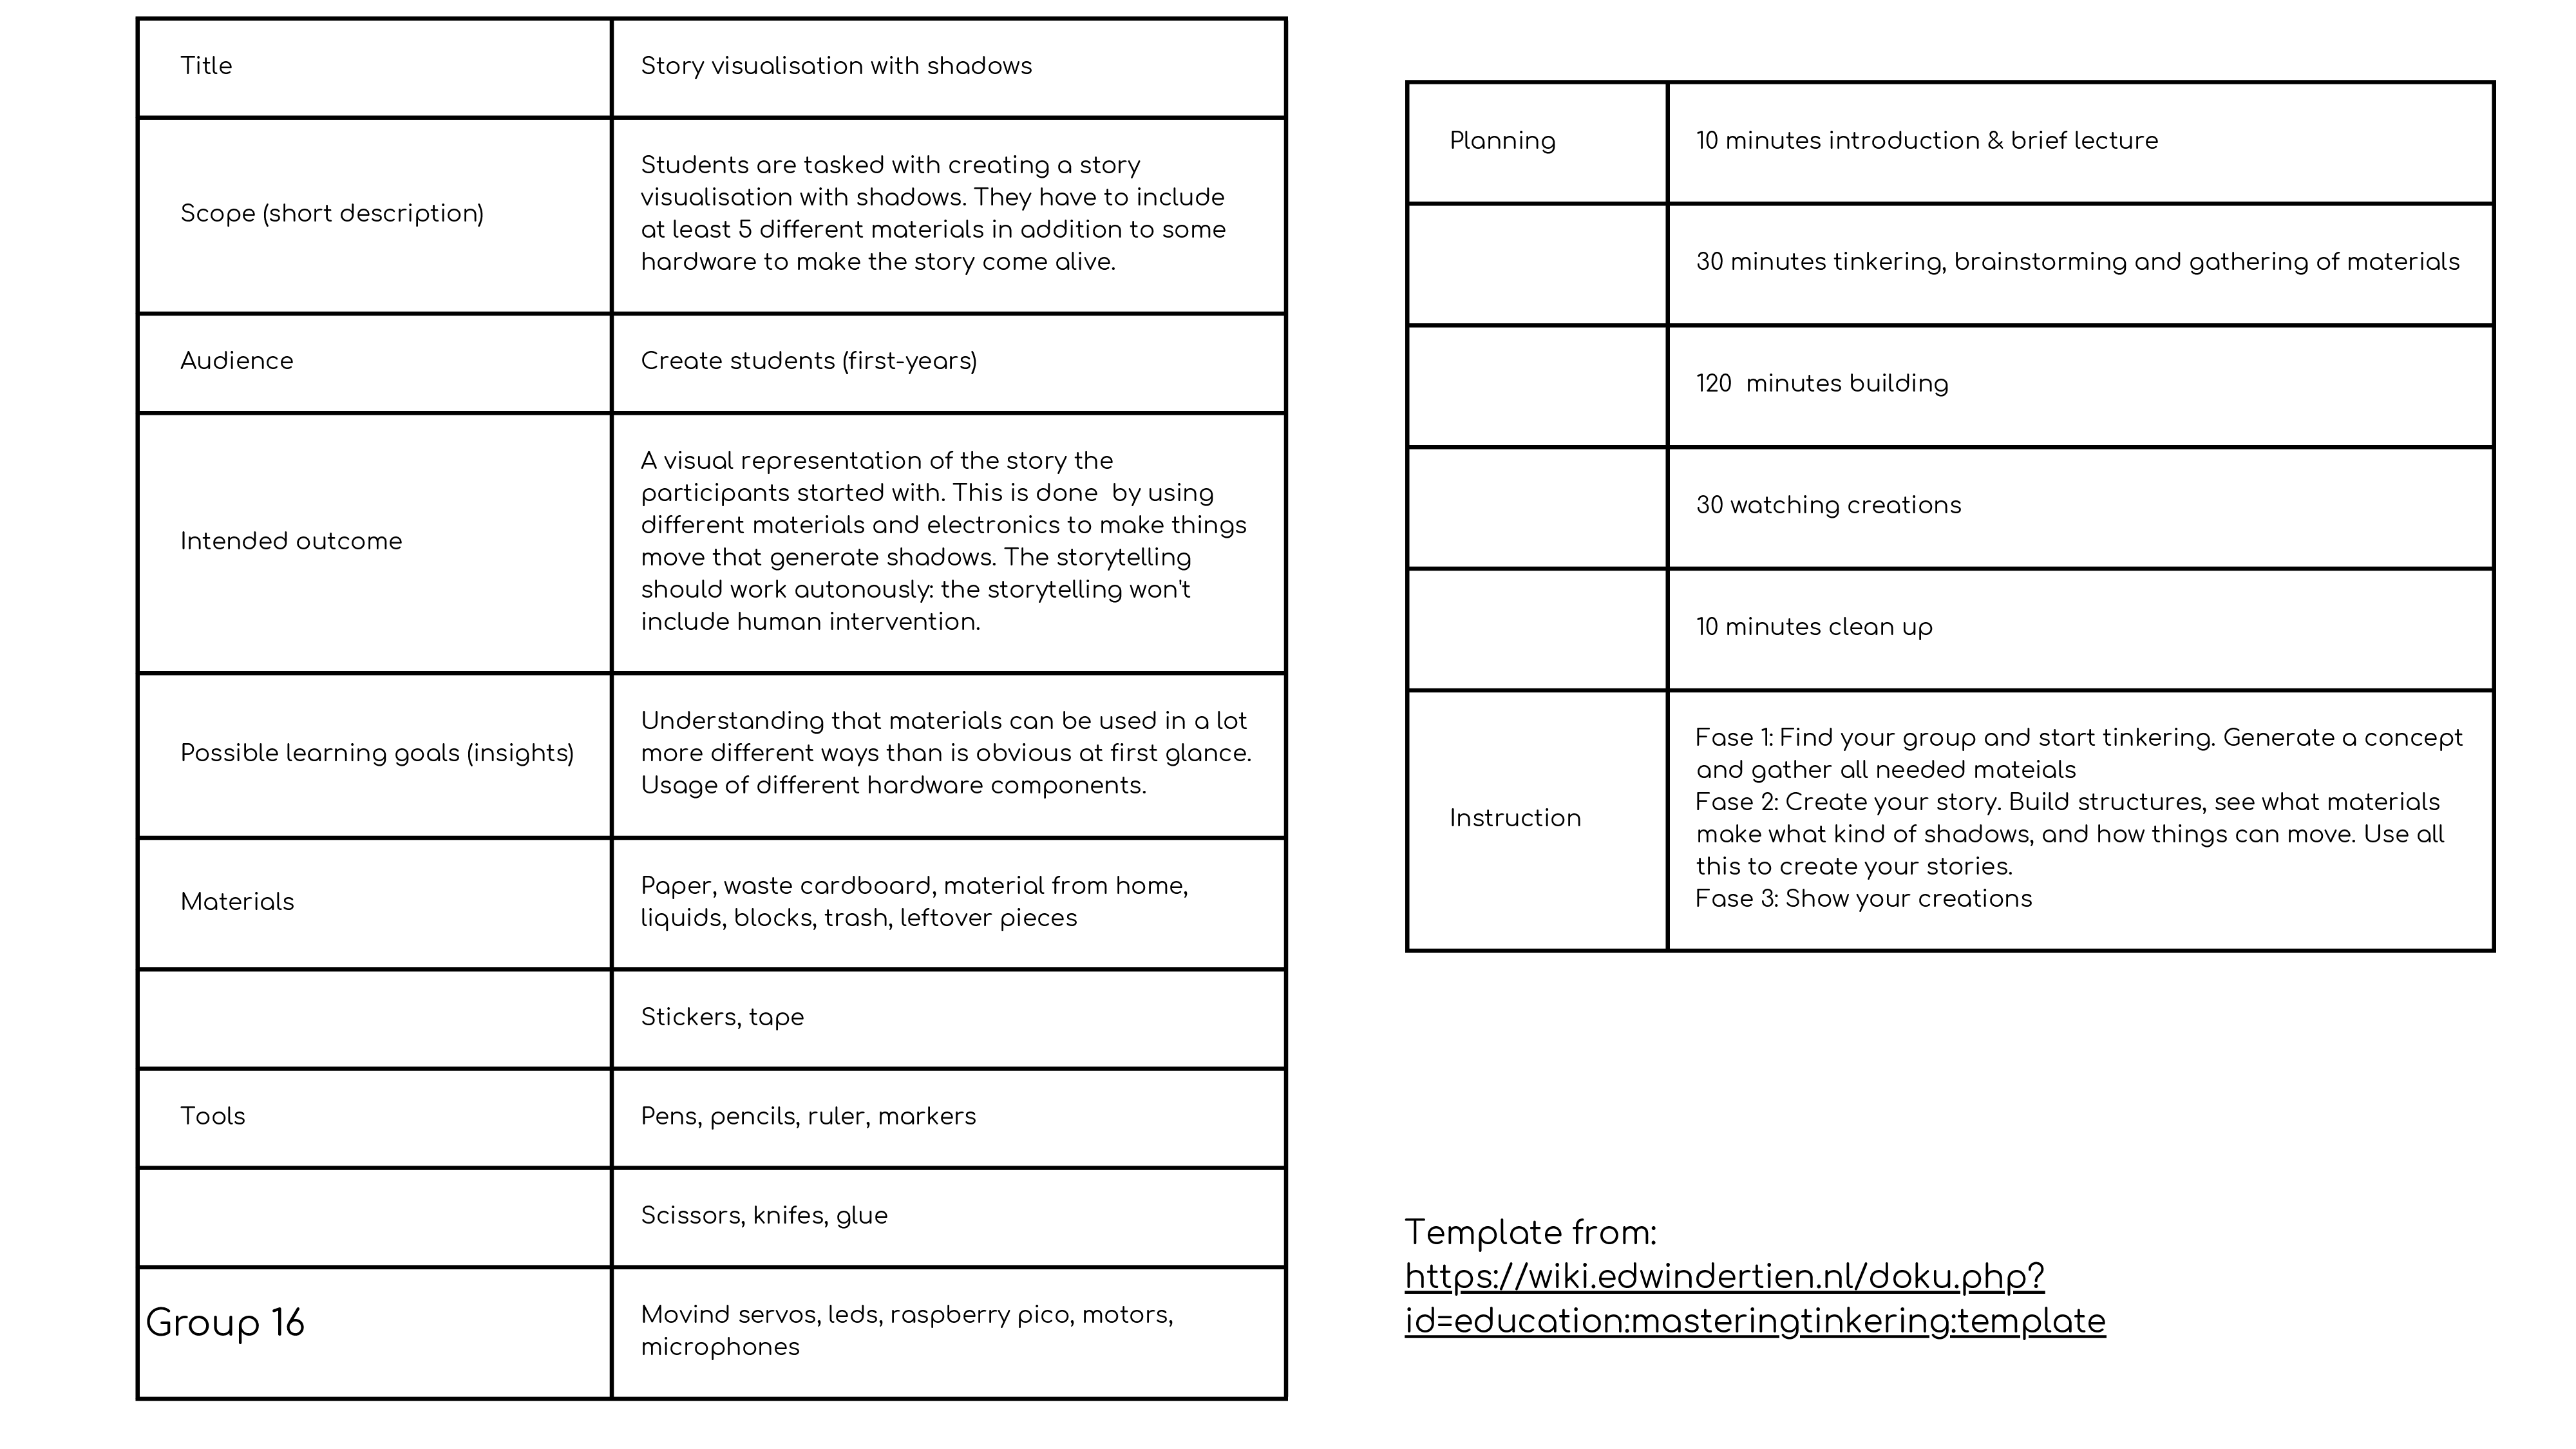 Title
Story visualisation with shadows
Scope (short description)
Students are tasked with creating a story
visualisation with shadows. They have to include
at least 5 different materials in addition to some
hardware to make the story come alive.
Audience
Create students (first-years)
Intended outcome
A visual representation of the story the
participants started with. This is done  by using
different materials and electronics to make things
move that generate shadows. The storytelling
should work autonously: the storytelling won't
include human intervention.
Possible learning goals (insights)
Understanding that materials can be used in a lot
more different ways than is obvious at first glance.
Usage of different hardware components.
Materials
Paper, waste cardboard, material from home,
liquids, blocks, trash, leftover pieces
Stickers, tape
Tools
Pens, pencils, ruler, markers
Scissors, knifes, glue
Group 16
Movind servos, leds, raspberry pico, motors,
microphones
Planning
10 minutes introduction & brief lecture
30 minutes tinkering, brainstorming and gathering of materials
120  minutes building
30 watching creations
10 minutes clean up
Instruction
Fase 1: Find your group and start tinkering. Generate a concept
and gather all needed mateials
Fase 2: Create your story. Build structures, see what materials
make what kind of shadows, and how things can move. Use all
this to create your stories.
Fase 3: Show your creations
Template from:
https://wiki.edwindertien.nl/doku.php?
id=education:masteringtinkering:template